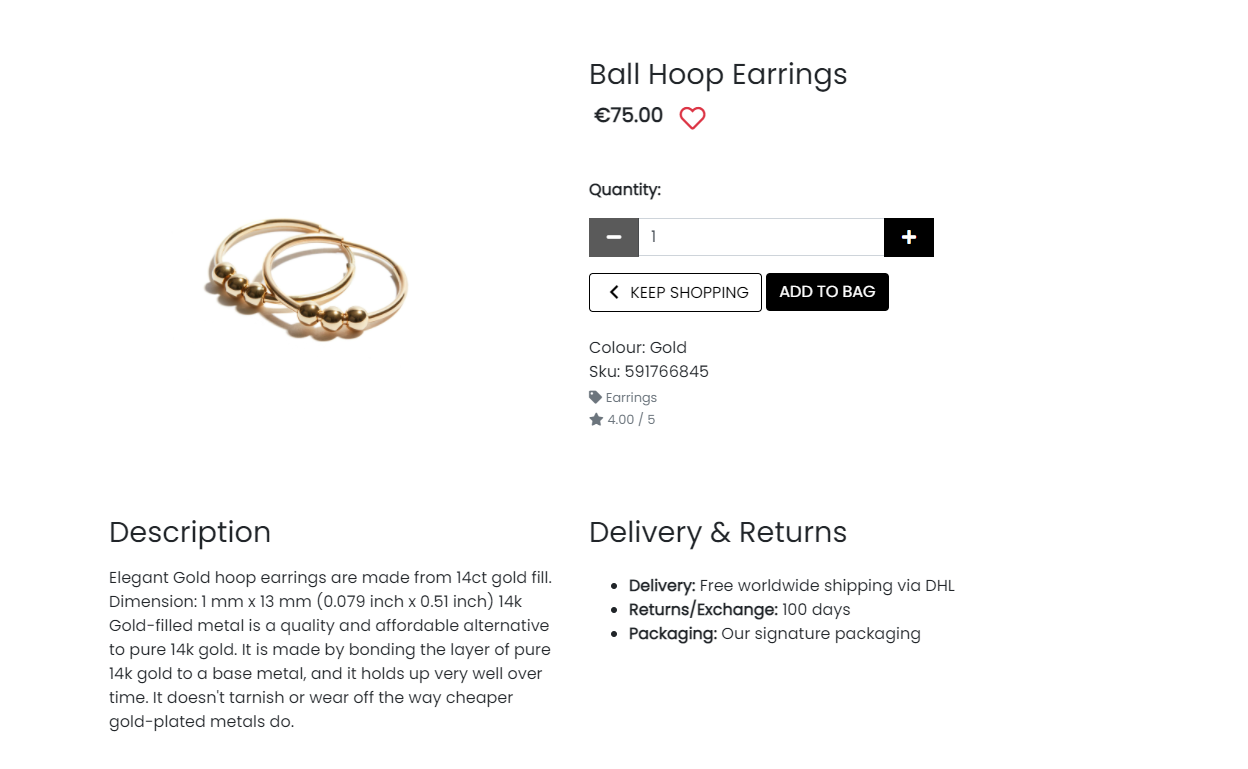 Ball Hoop Earrings
€75.00
Quantity:
1
KEEP SHOPPING
ADD TO BAG
Colour: Gold
Sku: 591766845
Earrings
4.00 / 5
Description
Elegant Gold hoop earrings are made from 14ct gold fill.
Dimension: 1 mm x 13 mm (0.079 inch x 0.51 inch) 14k
Gold-filled metal is a quality and affordable alternative
to pure 14k gold. It is made by bonding the layer of pure
14k gold to a base metal, and it holds up very well over
time. It doesn't tarnish or wear off the way cheaper
gold-plated metals do.
Delivery & Returns
Delivery: Free worldwide shipping via DHL
Returns/Exchange: 100 days
Packaging: Our signature packaging